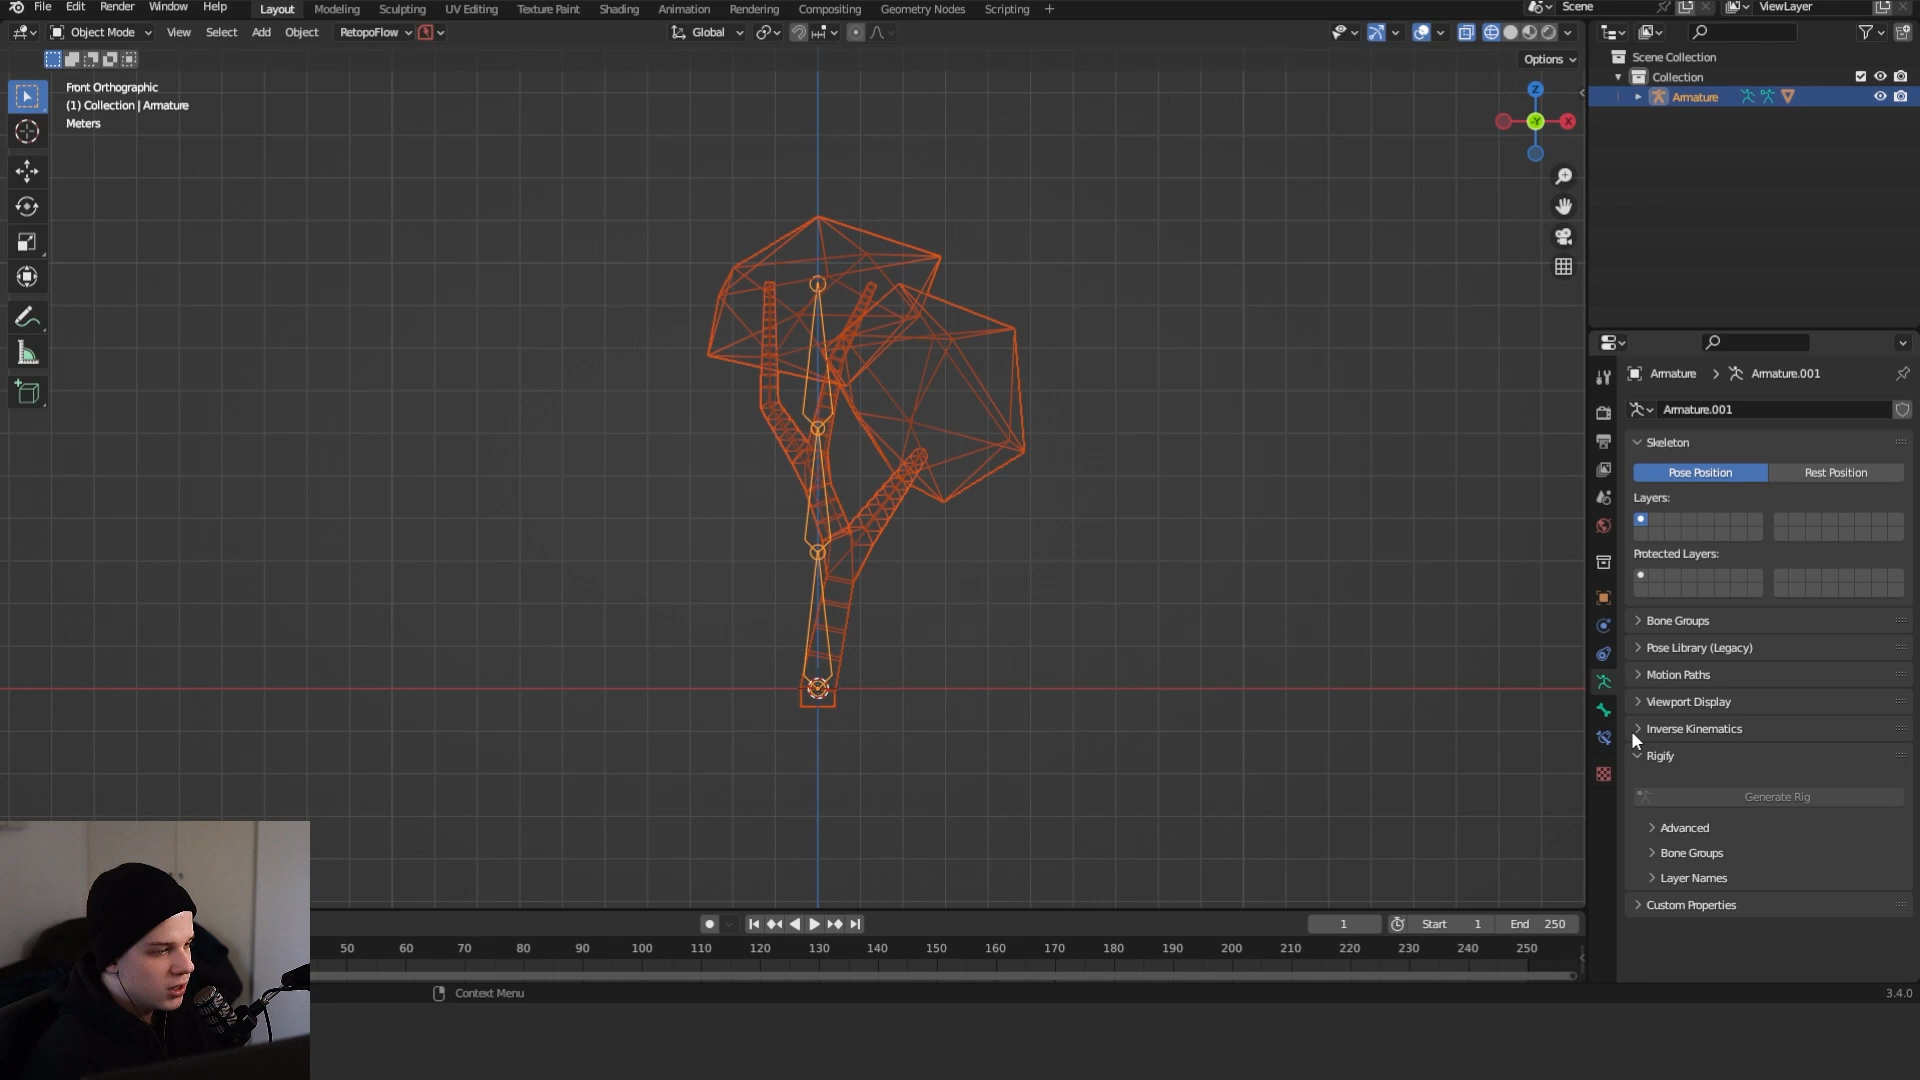 File Edit Render Window Help Layout Modeling Sculpting UV Editing Texture Paint Shading Animation Rendering Compositing Geometry Nodes Scripting + Scene ViewLayer
Object Mode View Select Add Object RetopoFlow Global
Options
Front Orthographic
(1) Collection | Armature
Meters
Z
-Y
X
Scene Collection
Collection
Armature
Armature > Armature.001
Armature.001
Skeleton
Pose Position Rest Position
Layers:
Protected Layers:
Bone Groups
Pose Library (Legacy)
Motion Paths
Viewport Display
Inverse Kinematics
Rigify
Generate Rig
Advanced
Bone Groups
Layer Names
Custom Properties
1 Start 1 End 250
50 60 70 80 90 100 110 120 130 140 150 160 170 180 190 200 210 220 230 240 250
Context Menu
3.4.0